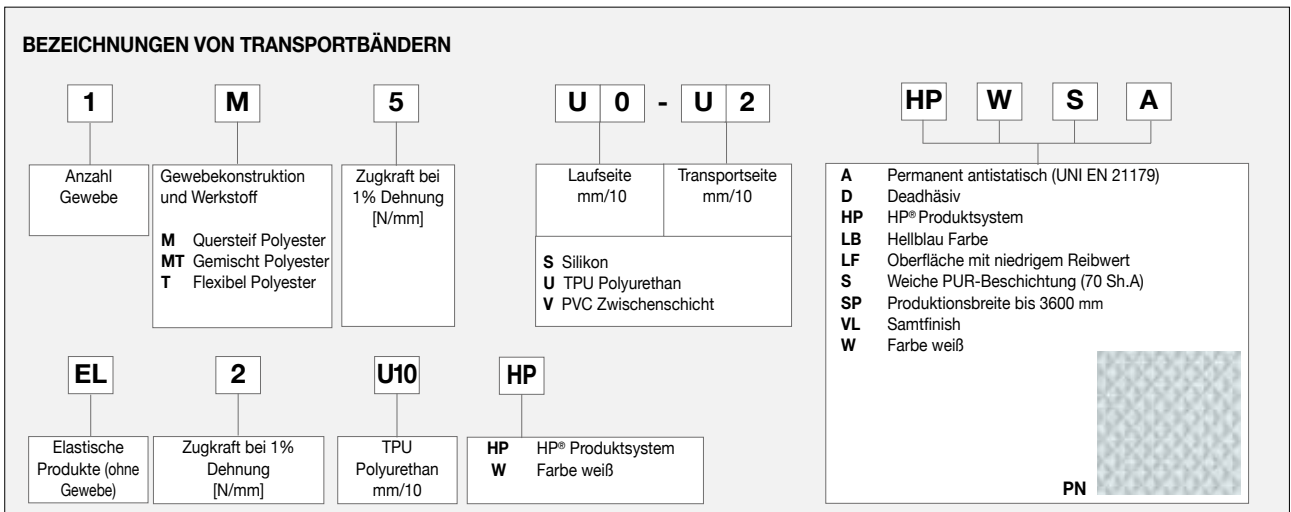 BEZEICHNUNGEN VON TRANSPORTBÄNDERN
1 M 5 U 0 - U 2 HP W S A
Anzahl
Gewebe
Gewebekonstruktion
und Werkstoff
M Quersteif Polyester
MT Gemischt Polyester
T Flexibel Polyester
Zugkraft bei
1% Dehnung
[N/mm]
Laufseite
mm/10
Transportseite
mm/10
S Silikon
U TPU Polyurethan
V PVC Zwischenschicht
A Permanent antistatisch (UNI EN 21179)
D Deadhäsiv
HP HP® Produktsystem
LB Hellblau Farbe
LF Oberfläche mit niedrigem Reibwert
S Weiche PUR-Beschichtung (70 Sh.A)
SP Produktionsbreite bis 3600 mm
VL Samtfinish
W Farbe weiß
PN
EL 2 U10 HP
Elastische
Produkte (ohne
Gewebe)
Zugkraft bei 1%
Dehnung
[N/mm]
TPU
Polyurethan
mm/10
HP HP® Produktsystem
W Farbe weiß